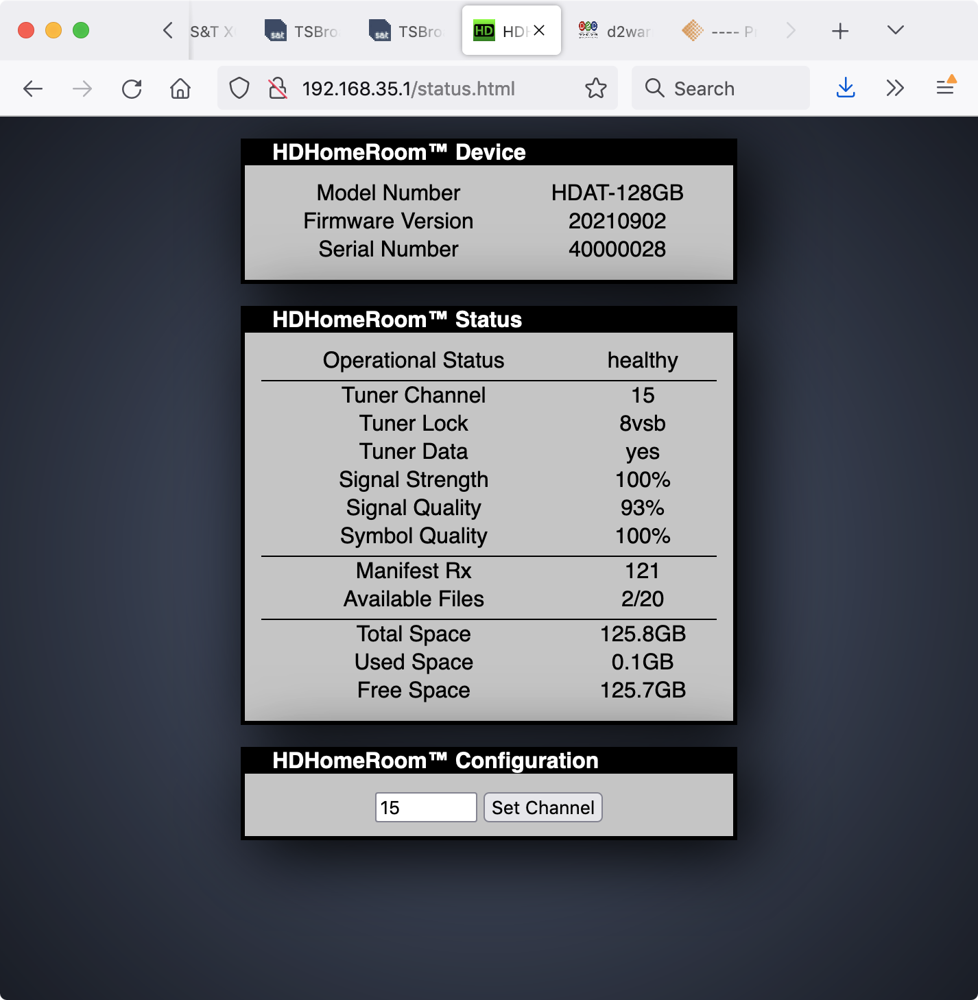 S&T X
TSBro
TSBro
HD
d2war
---- P
192.168.35.1/status.html
Search
HDHomeRoom™ Device
Model Number HDAT-128GB
Firmware Version 20210902
Serial Number 40000028
HDHomeRoom™ Status
Operational Status healthy
Tuner Channel 15
Tuner Lock 8vsb
Tuner Data yes
Signal Strength 100%
Signal Quality 93%
Symbol Quality 100%
Manifest Rx 121
Available Files 2/20
Total Space 125.8GB
Used Space 0.1GB
Free Space 125.7GB
HDHomeRoom™ Configuration
15 Set Channel